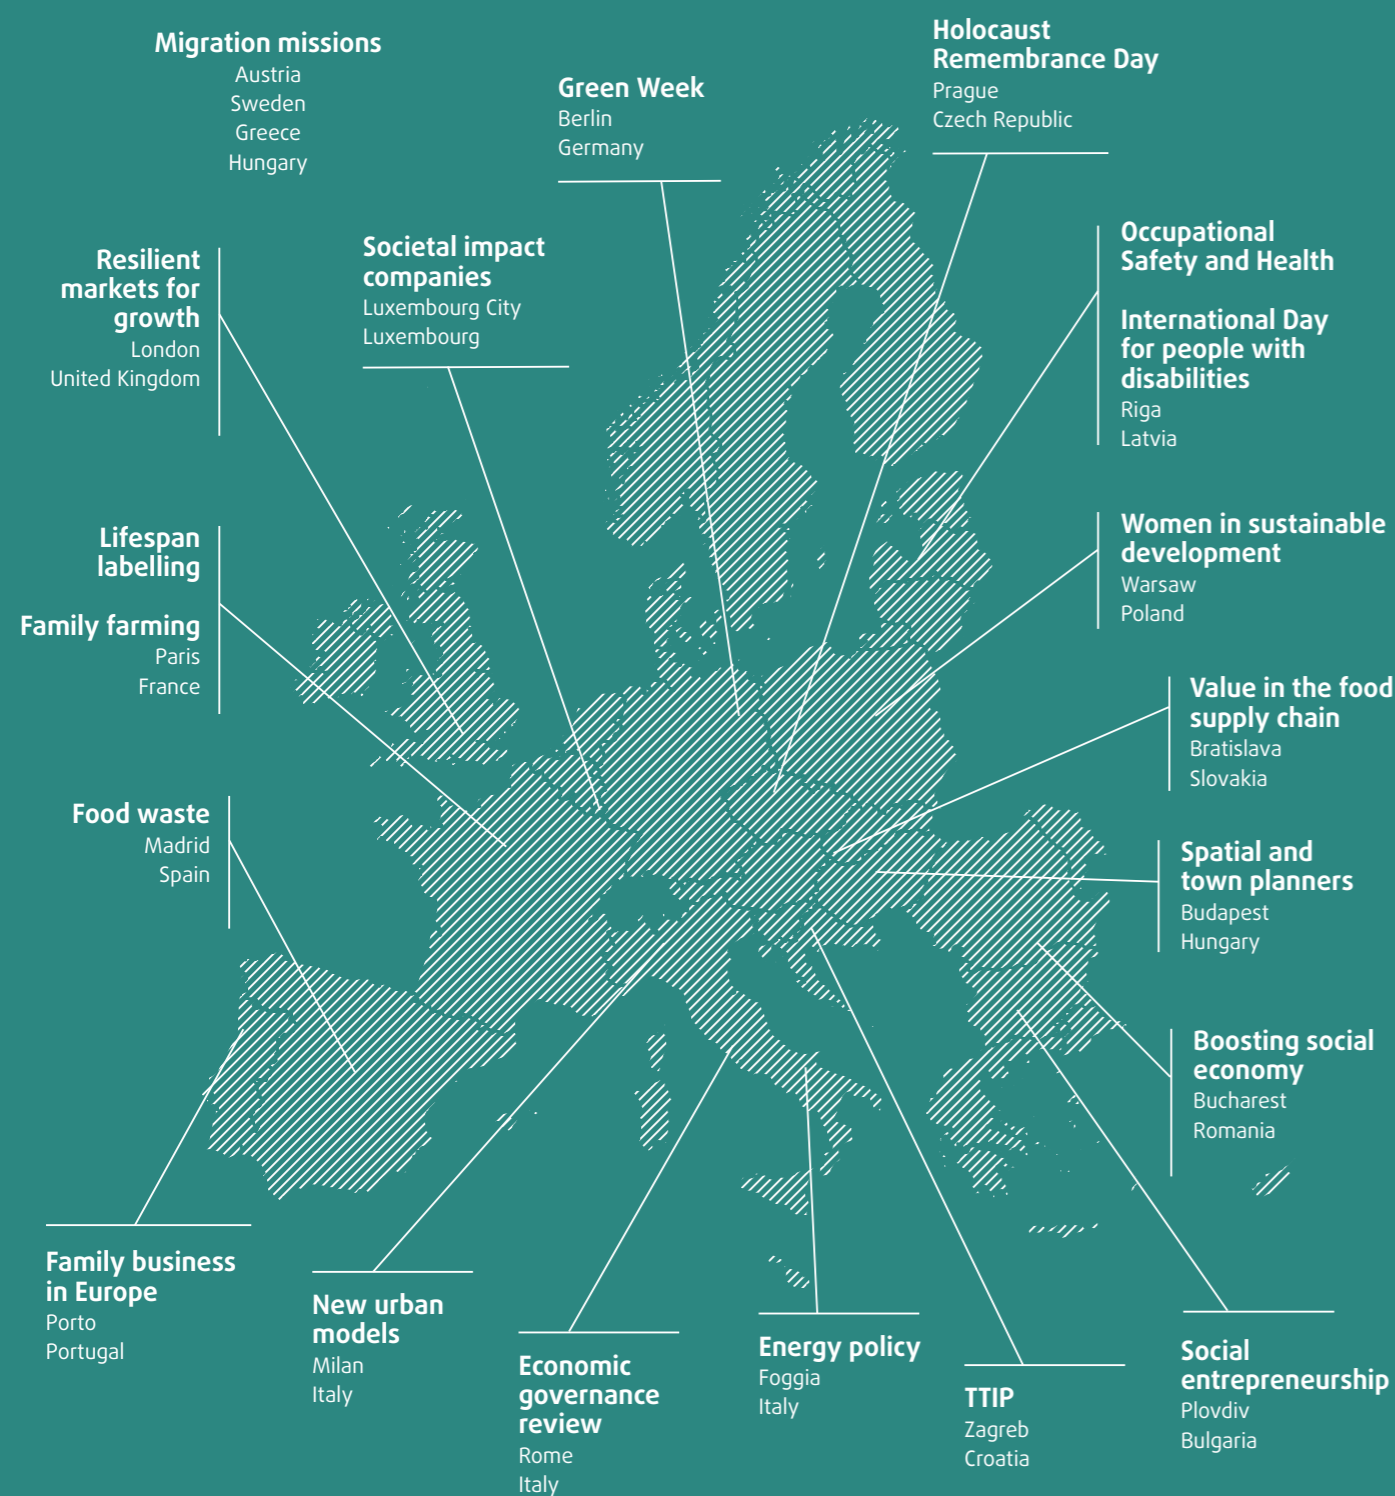 Migration missions
Austria
Sweden
Greece
Hungary
Green Week
Berlin
Germany
Holocaust
Remembrance Day
Prague
Czech Republic
Resilient
markets for
growth
London
United Kingdom
Societal impact
companies
Luxembourg City
Luxembourg
Occupational
Safety and Health
International Day
for people with
disabilities
Riga
Latvia
Lifespan
labelling
Family farming
Paris
France
Women in sustainable
development
Warsaw
Poland
Value in the food
supply chain
Bratislava
Slovakia
Food waste
Madrid
Spain
Spatial and
town planners
Budapest
Hungary
Boosting social
economy
Bucharest
Romania
Family business
in Europe
Porto
Portugal
New urban
models
Milan
Italy
Economic
governance
review
Rome
Italy
Energy policy
Foggia
Italy
TTIP
Zagreb
Croatia
Social
entrepreneurship
Plovdiv
Bulgaria